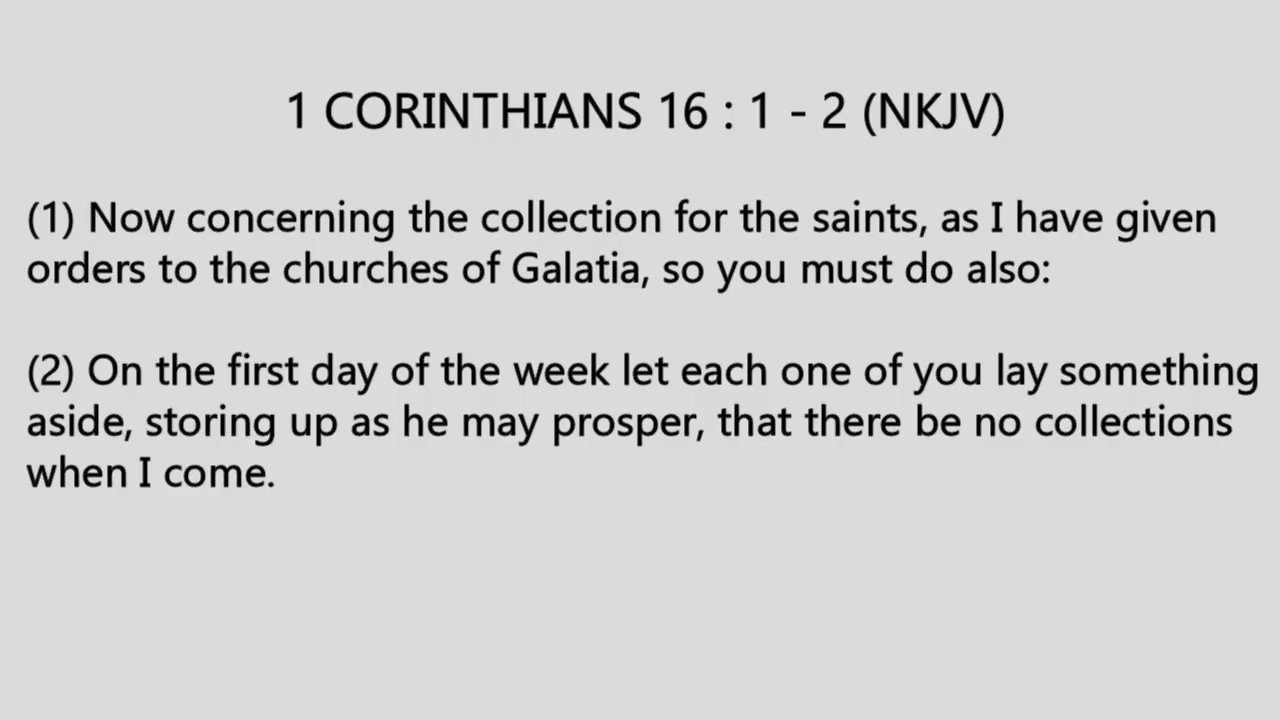 1 CORINTHIANS 16 : 1 - 2 (NKJV)
(1) Now concerning the collection for the saints, as I have given
orders to the churches of Galatia, so you must do also:
(2) On the first day of the week let each one of you lay something
aside, storing up as he may prosper, that there be no collections
when I come.